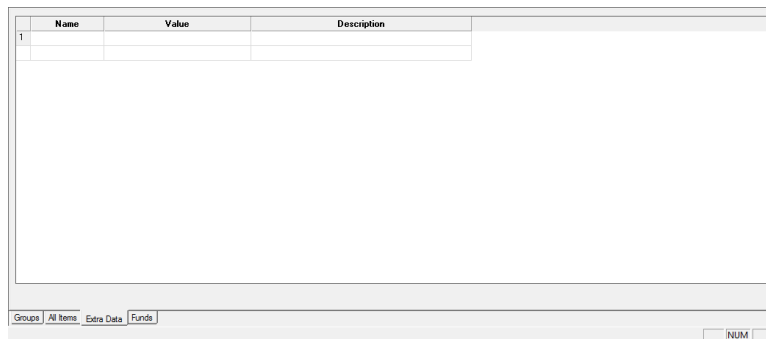 Name Value Description
1
Groups All Items Extra Data Funds
NUM